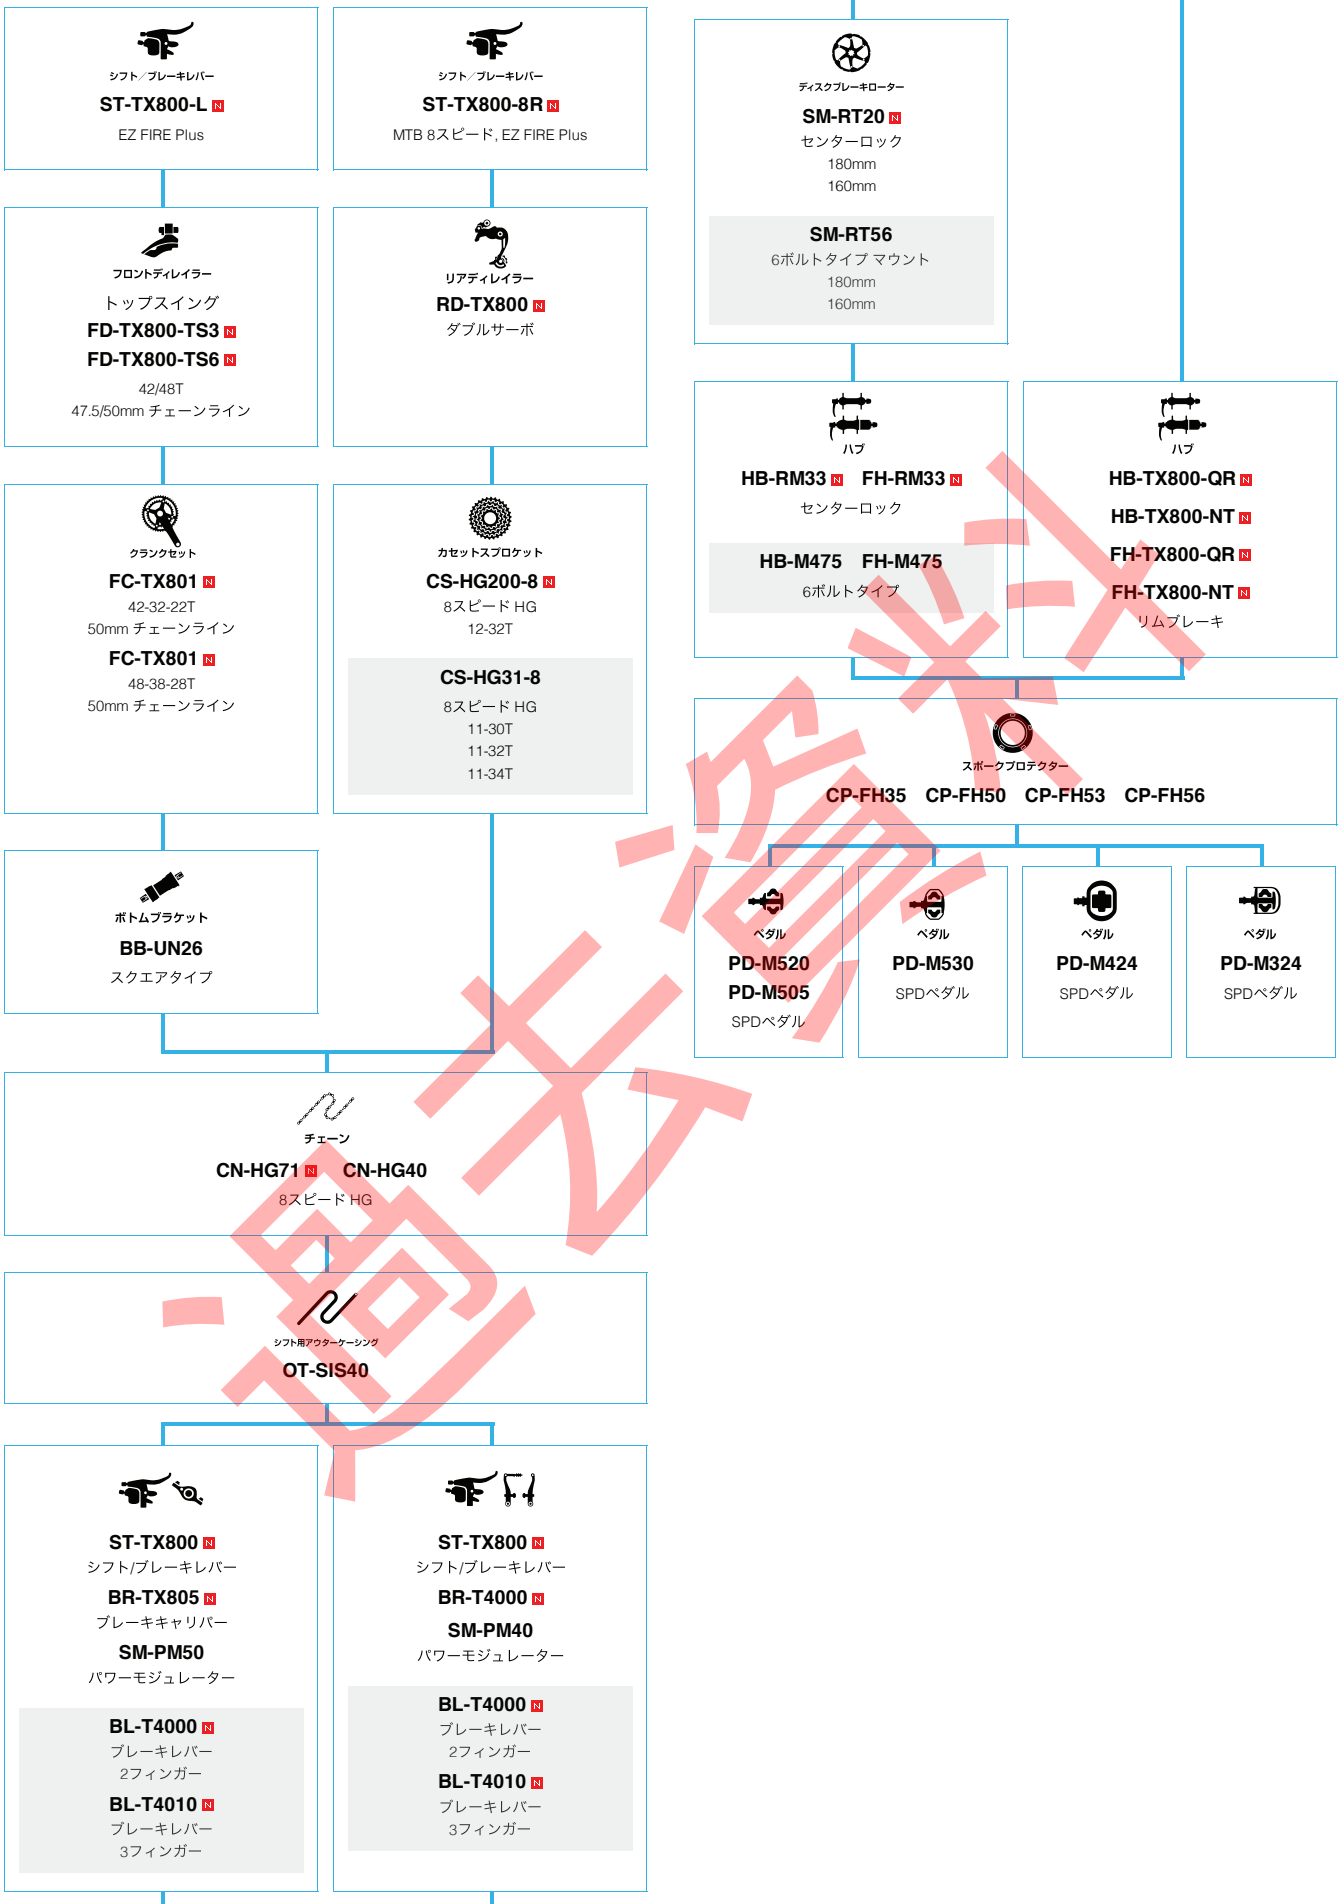 シフト／ブレーキレバー
ST-TX800-L N
EZ FIRE Plus
シフト／ブレーキレバー
ST-TX800-8R N
MTB 8スピード, EZ FIRE Plus
フロントディレイラー
トップスイング
FD-TX800-TS3 N
FD-TX800-TS6 N
42/48T
47.5/50mm チェーンライン
リアディレイラー
RD-TX800 N
ダブルサーボ
クランクセット
FC-TX801 N
42-32-22T
50mm チェーンライン
FC-TX801 N
48-38-28T
50mm チェーンライン
カセットスプロケット
CS-HG200-8 N
8スピード HG
12-32T
CS-HG31-8
8スピード HG
11-30T
11-32T
11-34T
ボトムブラケット
BB-UN26
スクエアタイプ
チェーン
CN-HG71 N CN-HG40
8スピード HG
シフト用アウターケーシング
OT-SIS40
ST-TX800 N
シフト/ブレーキレバー
BR-TX805 N
ブレーキキャリパー
SM-PM50
パワーモジュレーター
BL-T4000 N
ブレーキレバー
2フィンガー
BL-T4010 N
ブレーキレバー
3フィンガー
ST-TX800 N
シフト/ブレーキレバー
BR-T4000 N
SM-PM40
パワーモジュレーター
BL-T4000 N
ブレーキレバー
2フィンガー
BL-T4010 N
ブレーキレバー
3フィンガー
ディスクブレーキローター
SM-RT20 N
センターロック
180mm
160mm
SM-RT56
6ボルトタイプ マウント
180mm
160mm
ハブ
HB-RM33 N FH-RM33 N
センターロック
HB-M475 FH-M475
6ボルトタイプ
ハブ
HB-TX800-QR N
HB-TX800-NT N
FH-TX800-QR N
FH-TX800-NT N
リムブレーキ
スポークプロテクター
CP-FH35 CP-FH50 CP-FH53 CP-FH56
ペダル
PD-M520
PD-M505
SPDペダル
ペダル
PD-M530
SPDペダル
ペダル
PD-M424
SPDペダル
ペダル
PD-M324
SPDペダル
過去資料